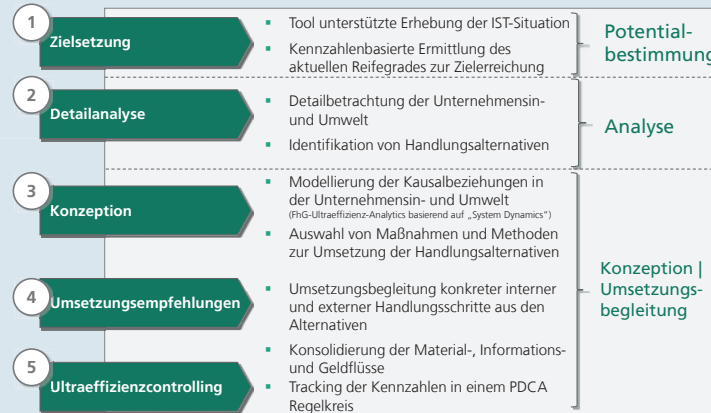 1
Zielsetzung
▪ Tool unterstützte Erhebung der IST-Situation
▪ Kennzahlenbasierte Ermittlung des
aktuellen Reifegrades zur Zielerreichung
Potential-
bestimmung
2
Detailanalyse
▪ Detailbetrachtung der Unternehmensin-
und Umwelt
▪ Identifikation von Handlungsalternativen
Analyse
3
Konzeption
▪ Modellierung der Kausalbeziehungen in
der Unternehmensin- und Umwelt
(FhG-Ultraeffizienz-Analytics basierend auf „System Dynamics")
▪ Auswahl von Maßnahmen und Methoden
zur Umsetzung der Handlungsalternativen
4
Umsetzungsempfehlungen
▪ Umsetzungsbegleitung konkreter interner
und externer Handlungsschritte aus den
Alternativen
Konzeption |
Umsetzungs-
begleitung
5
Ultraeffizienzcontrolling
▪ Konsolidierung der Material-, Informations-
und Geldflüsse
▪ Tracking der Kennzahlen in einem PDCA
Regelkreis